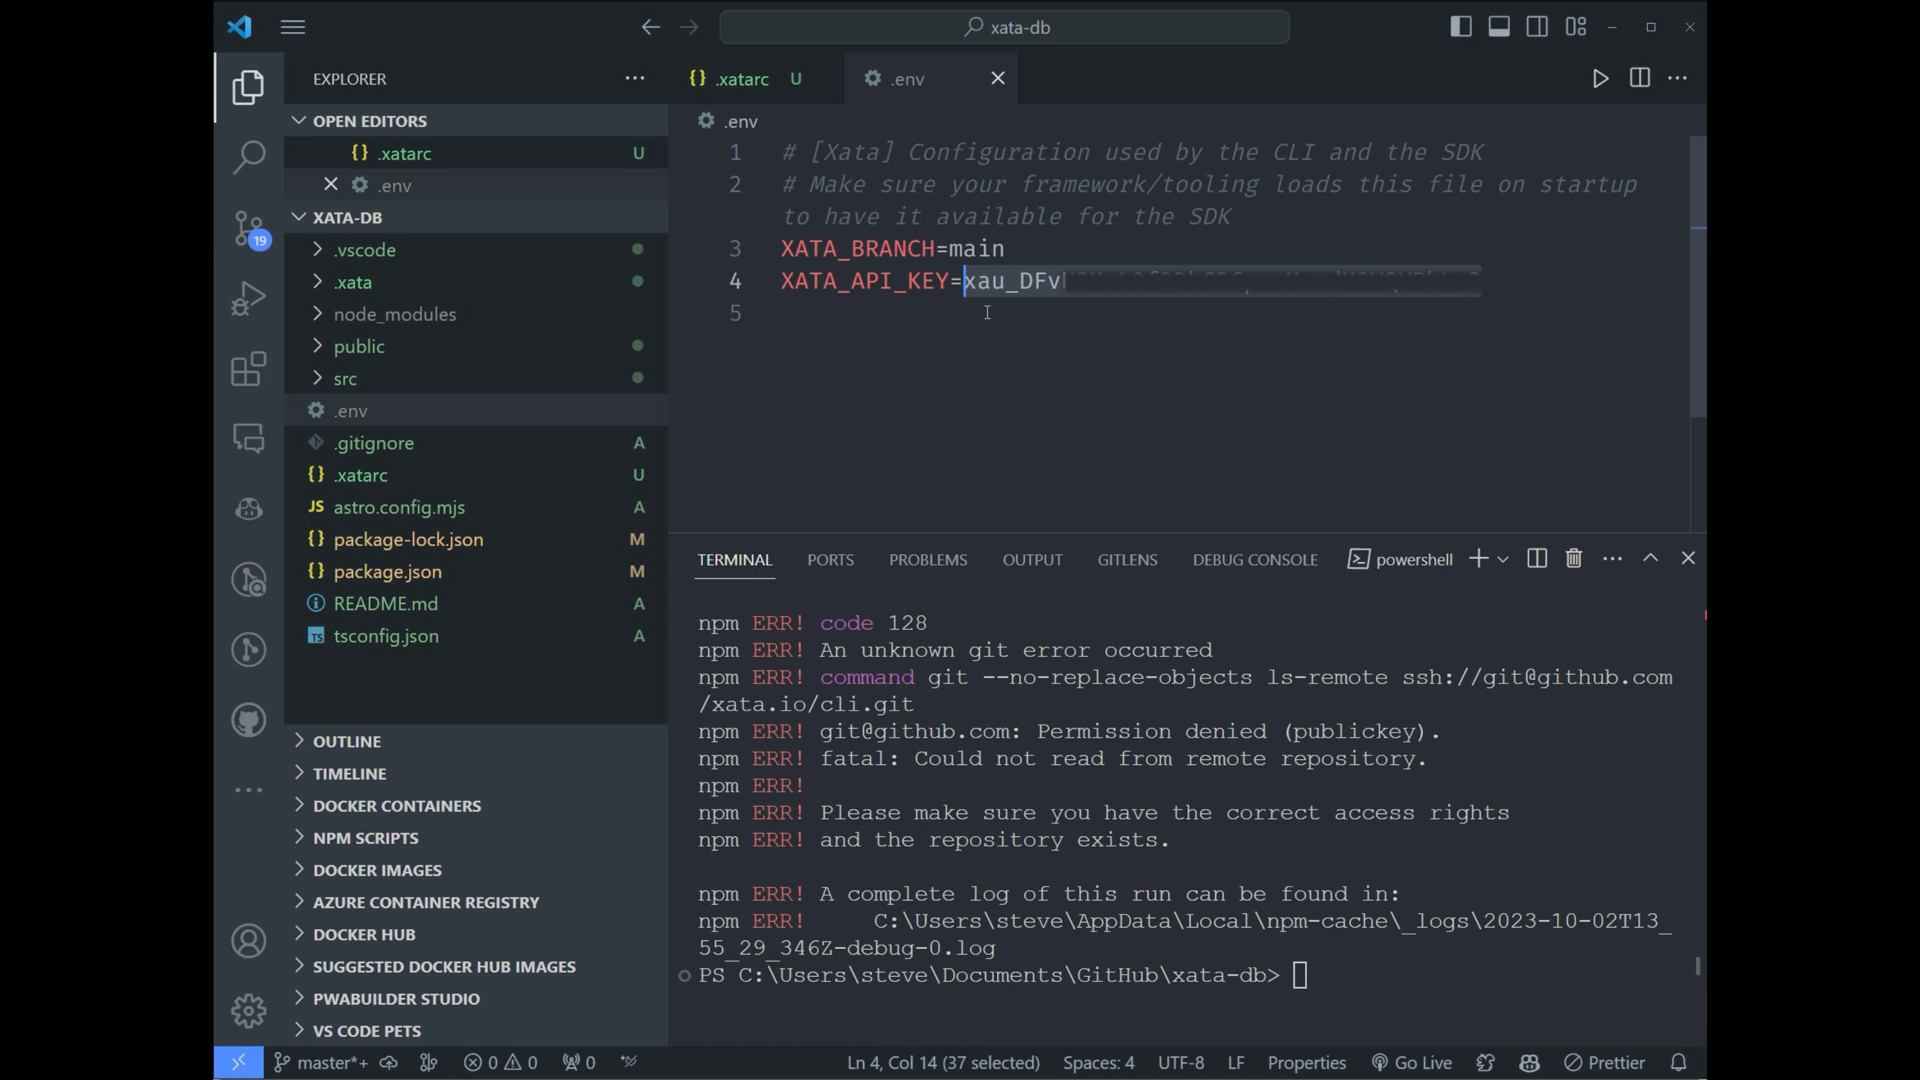 xata-db
EXPLORER
.xatarc U
.env
OPEN EDITORS
.xatarc U
.env
XATA-DB
.vscode
.xata
node_modules
public
src
.env
.gitignore A
.xatarc U
astro.config.mjs A
package-lock.json M
package.json M
README.md A
tsconfig.json A
OUTLINE
TIMELINE
DOCKER CONTAINERS
NPM SCRIPTS
DOCKER IMAGES
AZURE CONTAINER REGISTRY
DOCKER HUB
SUGGESTED DOCKER HUB IMAGES
PWABUILDER STUDIO
VS CODE PETS
19
.env
1 # [Xata] Configuration used by the CLI and the SDK
2 # Make sure your framework/tooling loads this file on startup
to have it available for the SDK
3 XATA_BRANCH=main
4 XATA_API_KEY=xau_DFv
5
TERMINAL PORTS PROBLEMS OUTPUT GITLENS DEBUG CONSOLE powershell
npm ERR! code 128
npm ERR! An unknown git error occurred
npm ERR! command git --no-replace-objects ls-remote ssh://git@github.com
/xata.io/cli.git
npm ERR! git@github.com: Permission denied (publickey).
npm ERR! fatal: Could not read from remote repository.
npm ERR!
npm ERR! Please make sure you have the correct access rights
npm ERR! and the repository exists.
npm ERR! A complete log of this run can be found in:
npm ERR!     C:\Users\steve\AppData\Local\npm-cache\_logs\2023-10-02T13_
55_29_346Z-debug-0.log
PS C:\Users\steve\Documents\GitHub\xata-db>
master*+ 0 0 0 Ln 4, Col 14 (37 selected) Spaces: 4 UTF-8 LF Properties Go Live Prettier